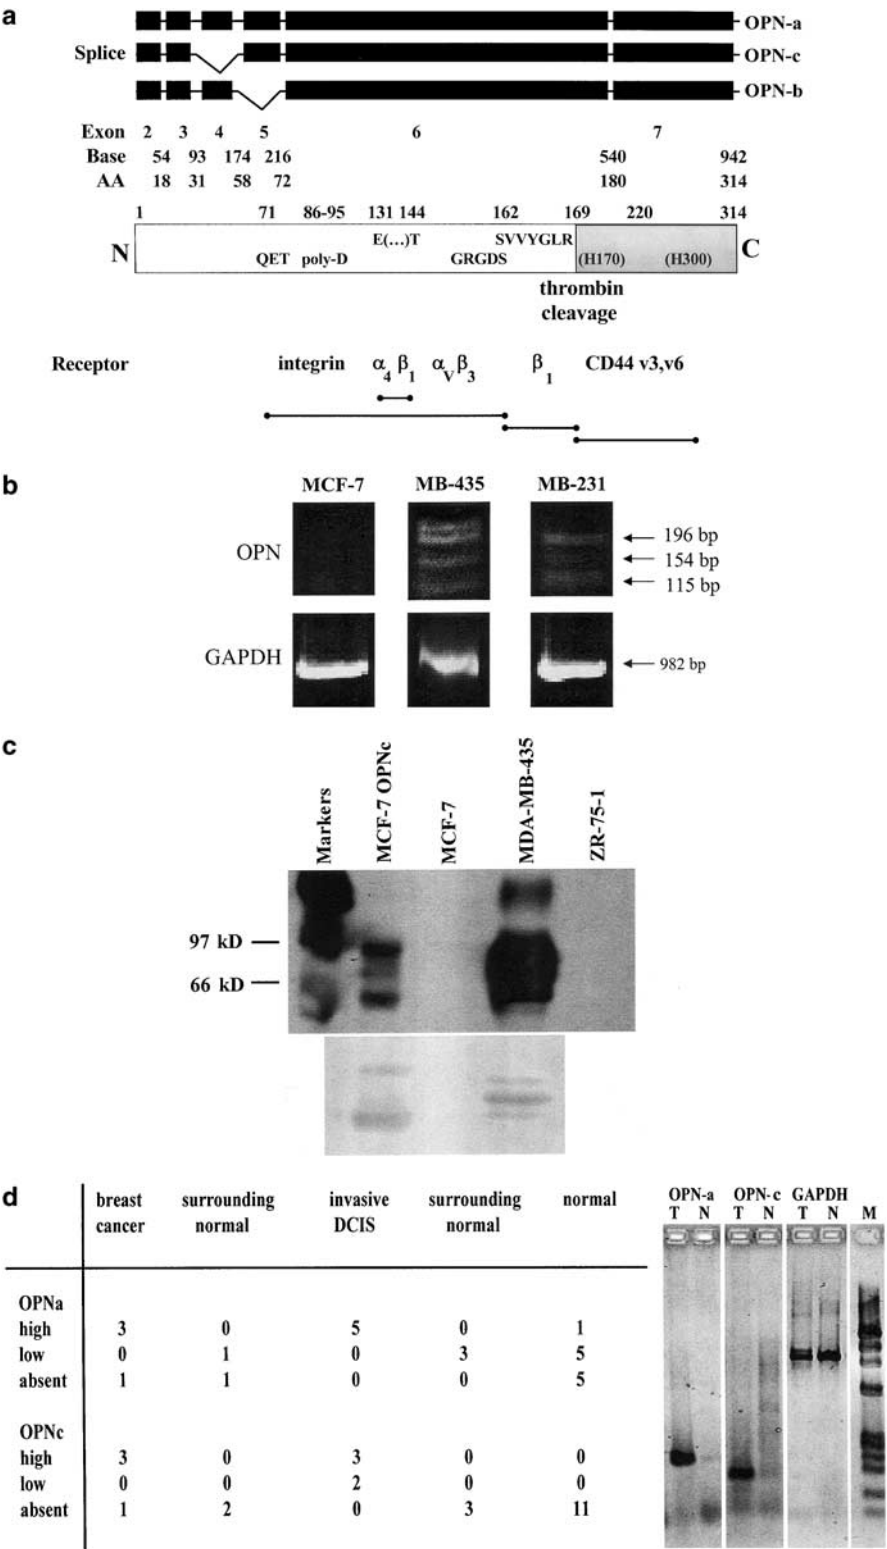 a
OPN-a
Splice OPN-c
OPN-b
Exon 2 3 4 5 6 7
Base 54 93 174 216 540 942
AA 18 31 58 72 180 314
1 71 86-95 131 144 162 169 220 314
E(...)T SVVYGLR
N QET poly-D GRGDS (H170) (H300) C
thrombin
cleavage
Receptor integrin α4 β1 αV β3 β1 CD44 v3,v6
b
MCF-7 MB-435 MB-231
OPN
196 bp
154 bp
115 bp
GAPDH 982 bp
c
Markers
MCF-7 OPNc
MCF-7
MDA-MB-435
ZR-75-1
97 kD
66 kD
d
breast surrounding invasive surrounding normal
cancer normal DCIS normal
OPNa
high 3 0 5 0 1
low 0 1 0 3 5
absent 1 1 0 0 5
OPNc
high 3 0 3 0 0
low 0 0 2 0 0
absent 1 2 0 3 11
OPN-a OPN-c GAPDH
T N T N T N M